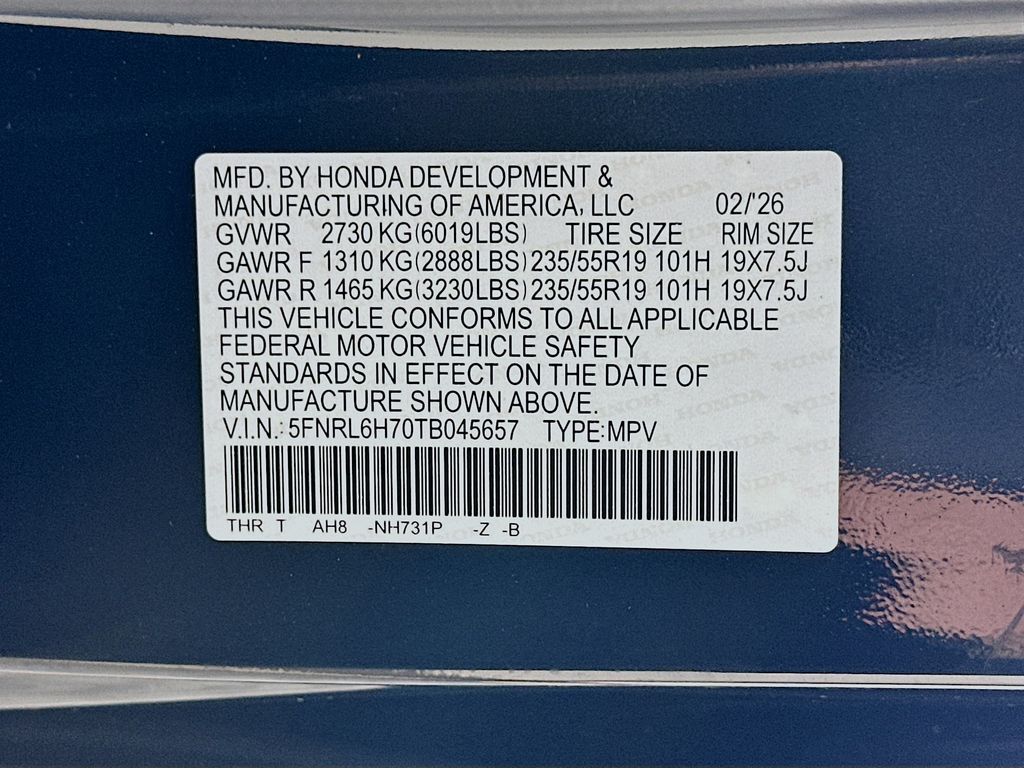 MFD. BY HONDA DEVELOPMENT &
MANUFACTURING OF AMERICA, LLC 02/'26
GVWR 2730 KG(6019LBS) TIRE SIZE RIM SIZE
GAWR F 1310 KG(2888LBS) 235/55R19 101H 19X7.5J
GAWR R 1465 KG(3230LBS) 235/55R19 101H 19X7.5J
THIS VEHICLE CONFORMS TO ALL APPLICABLE
FEDERAL MOTOR VEHICLE SAFETY
STANDARDS IN EFFECT ON THE DATE OF
MANUFACTURE SHOWN ABOVE.
V.I.N.: 5FNRL6H70TB045657 TYPE:MPV
THR T AH8 -NH731P -Z -B